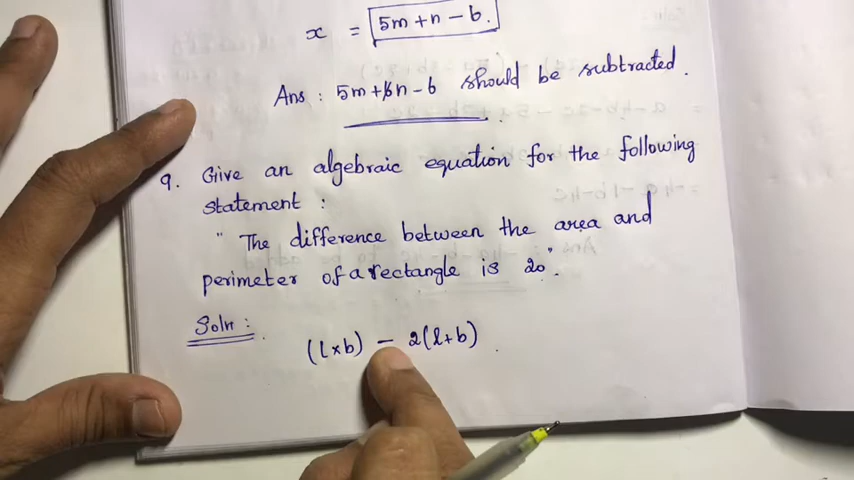 x = 5m + n - b.
Ans : 5m + n - b should be subtracted.
9. Give an algebraic equation for the following
statement :
" The difference between the area and
perimeter of a rectangle is 20".
Soln :
(l×b) - 2(l+b)